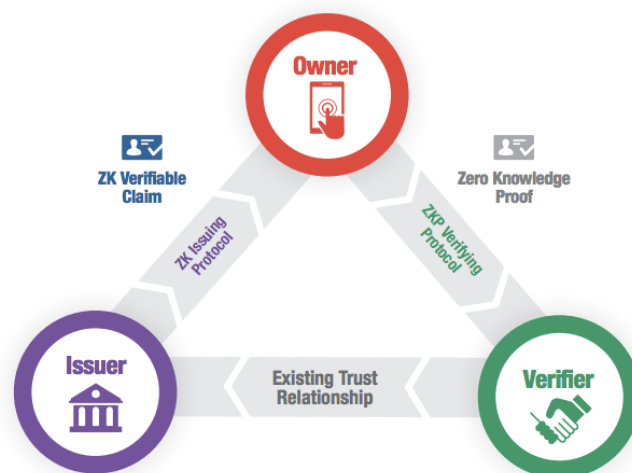 Owner
ZK Verifiable
Claim
Zero Knowledge
Proof
ZK Issuing
Protocol
ZKP Verifying
Protocol
Issuer
Existing Trust
Relationship
Verifier